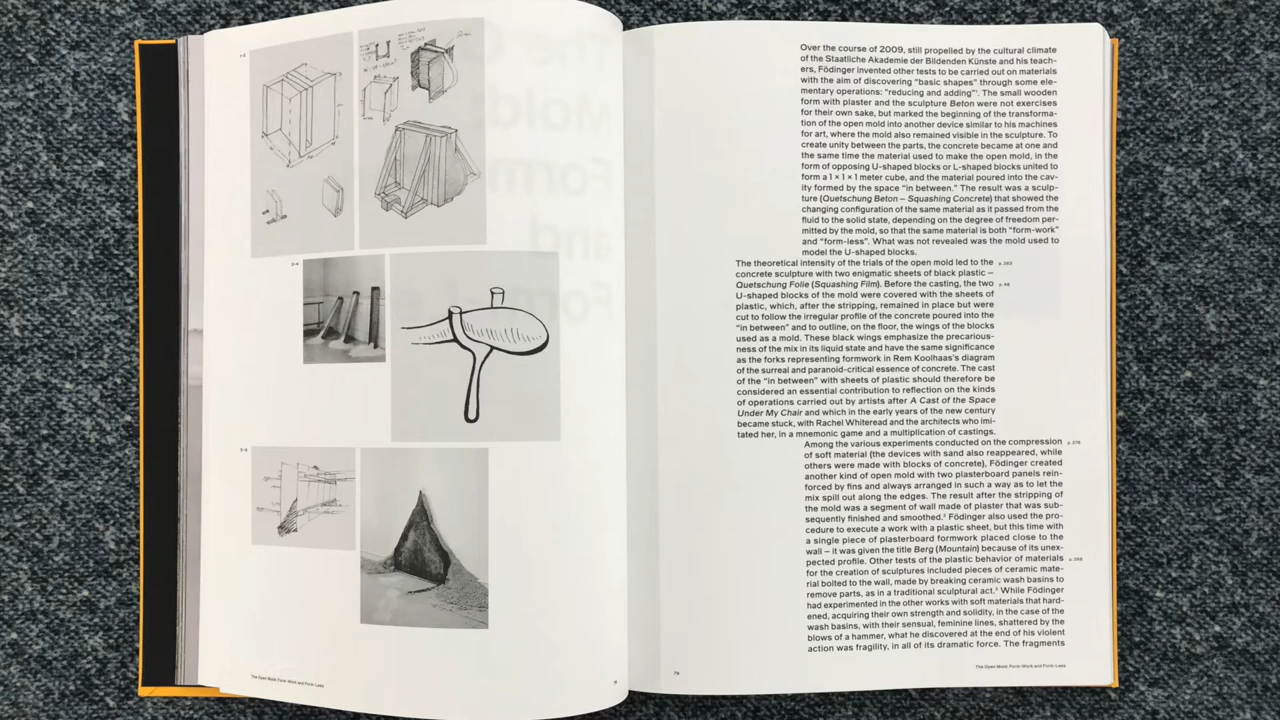 1–2
3–4
5–6
The Open Mold: Form-Work and Form-Less
Over the course of 2009, still propelled by the cultural climate
of the Staatliche Akademie der Bildenden Künste and his teach-
ers, Födinger invented other tests to be carried out on materials
with the aim of discovering “basic shapes” through some ele-
mentary operations: “reducing and adding”¹. The small wooden
form with plaster and the sculpture Beton were not exercises
for their own sake, but marked the beginning of the transforma-
tion of the open mold into another device similar to his machines
for art, where the mold also remained visible in the sculpture. To
create unity between the parts, the concrete became at one and
the same time the material used to make the open mold, in the
form of opposing U-shaped blocks or L-shaped blocks united to
form a 1 × 1 × 1 meter cube, and the material poured into the cav-
ity formed by the space “in between.” The result was a sculp-
ture (Quetschung Beton – Squashing Concrete) that showed the
changing configuration of the same material as it passed from the
fluid to the solid state, depending on the degree of freedom per-
mitted by the mold, so that the same material is both “form-work”
and “form-less”. What was not revealed was the mold used to
model the U-shaped blocks.
The theoretical intensity of the trials of the open mold led to the
concrete sculpture with two enigmatic sheets of black plastic –
Quetschung Folie (Squashing Film). Before the casting, the two
U-shaped blocks of the mold were covered with the sheets of
plastic, which, after the stripping, remained in place but were
cut to follow the irregular profile of the concrete poured into the
“in between” and to outline, on the floor, the wings of the blocks
used as a mold. These black wings emphasize the precarious-
ness of the mix in its liquid state and have the same significance
as the forks representing formwork in Rem Koolhaas’s diagram
of the surreal and paranoid-critical essence of concrete. The cast
of the “in between” with sheets of plastic should therefore be
considered an essential contribution to reflection on the kinds
of operations carried out by artists after A Cast of the Space
Under My Chair and which in the early years of the new century
became stuck, with Rachel Whiteread and the architects who imi-
tated her, in a mnemonic game and a multiplication of castings.
Among the various experiments conducted on the compression
of soft material (the devices with sand also reappeared, while
others were made with blocks of concrete), Födinger created
another kind of open mold with two plasterboard panels rein-
forced by fins and always arranged in such a way as to let the
mix spill out along the edges. The result after the stripping of
the mold was a segment of wall made of plaster that was sub-
sequently finished and smoothed. Födinger also used the pro-
cedure to execute a work with a plastic sheet, but this time with
a single piece of plasterboard formwork placed close to the
wall – it was given the title Berg (Mountain) because of its unex-
pected profile. Other tests of the plastic behavior of materials
for the creation of sculptures included pieces of ceramic mate-
rial bolted to the wall, made by breaking ceramic wash basins to
remove parts, as in a traditional sculptural act. While Födinger
had experimented in the other works with soft materials that hard-
ened, acquiring their own strength and solidity, in the case of the
wash basins, with their sensual, feminine lines, shattered by the
blows of a hammer, what he discovered at the end of his violent
action was fragility, in all of its dramatic force. The fragments
p. 276
79
The Open Mold: Form-Work and Form-Less